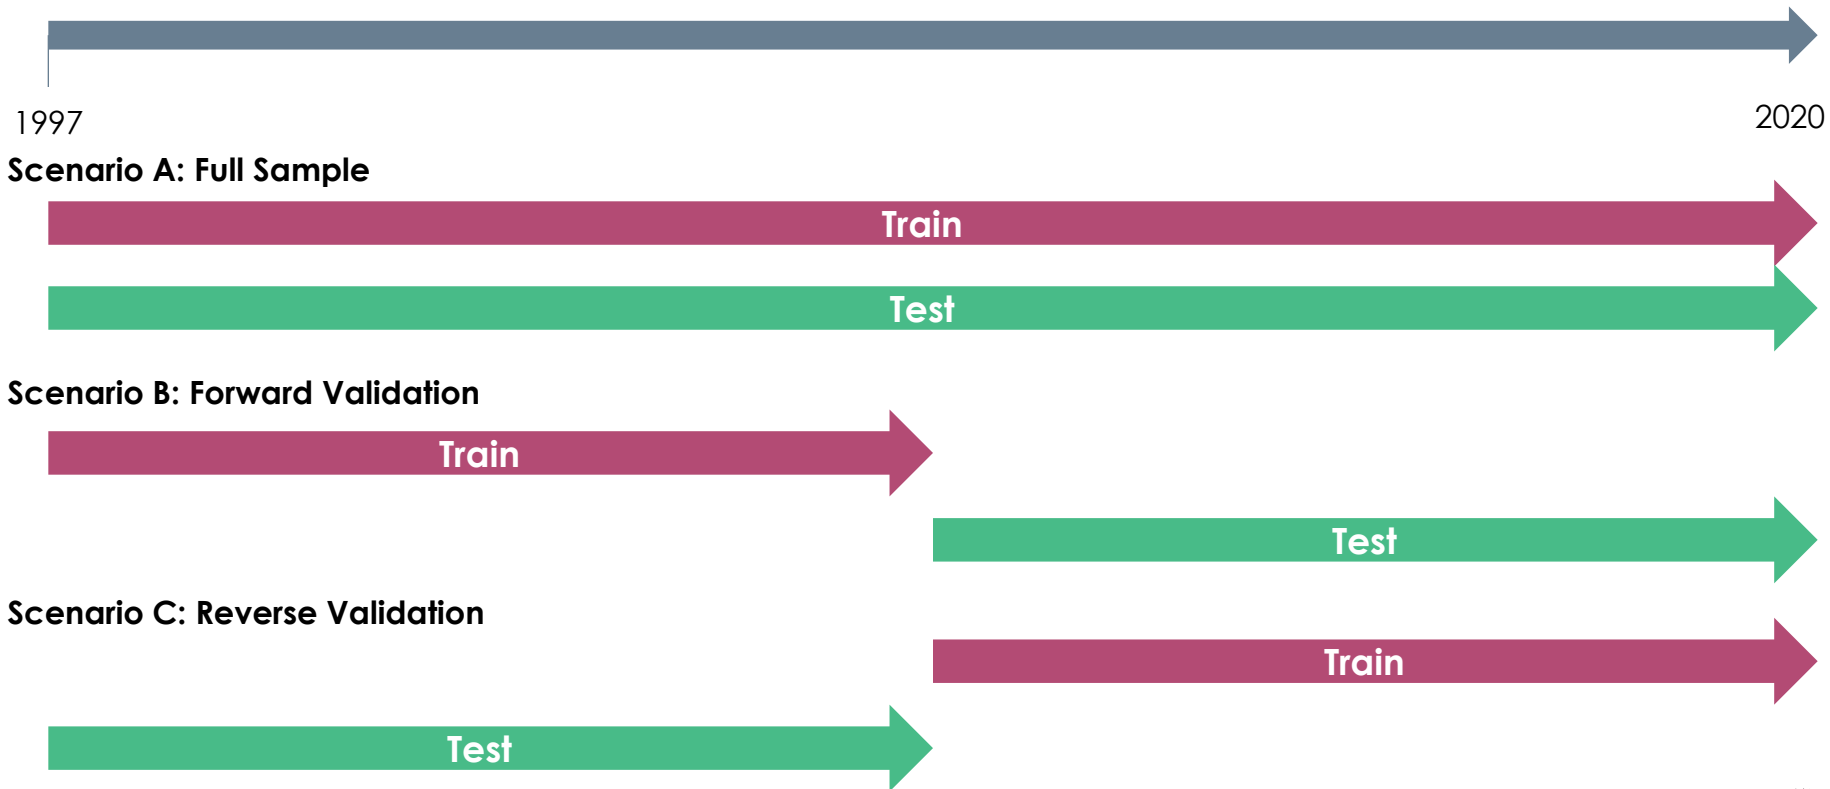 1997
2020
Scenario A: Full Sample
Train
Test
Scenario B: Forward Validation
Train
Test
Scenario C: Reverse Validation
Train
Test